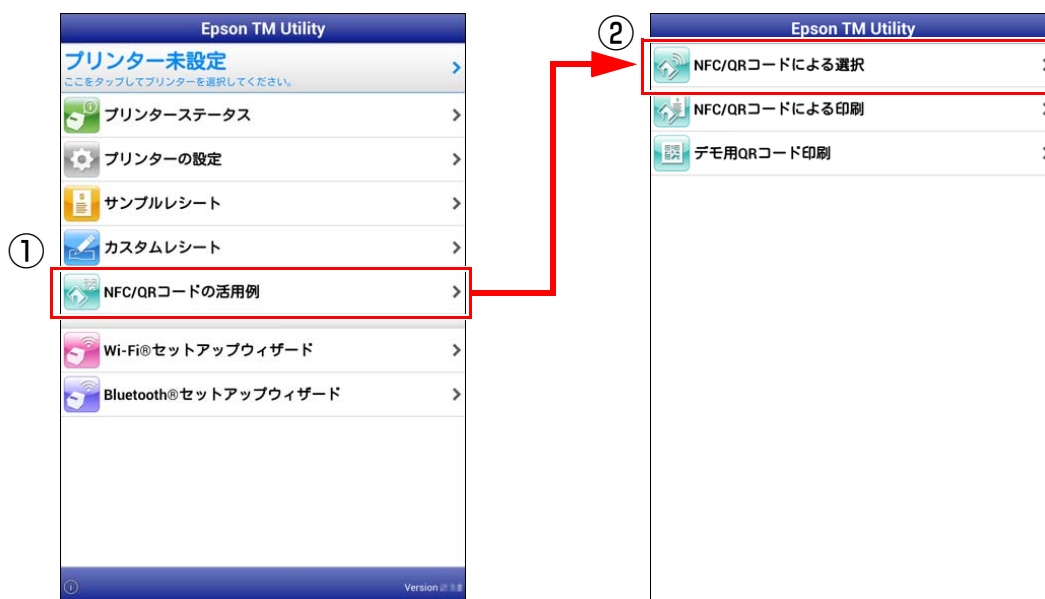 Epson TM Utility
プリンター未設定
ここをタップしてプリンターを選択してください。
プリンターステータス
プリンターの設定
サンプルレシート
カスタムレシート
①
NFC/QRコードの活用例
Wi-Fi®セットアップウィザード
Bluetooth®セットアップウィザード
Version
②
Epson TM Utility
NFC/QRコードによる選択
NFC/QRコードによる印刷
デモ用QRコード印刷